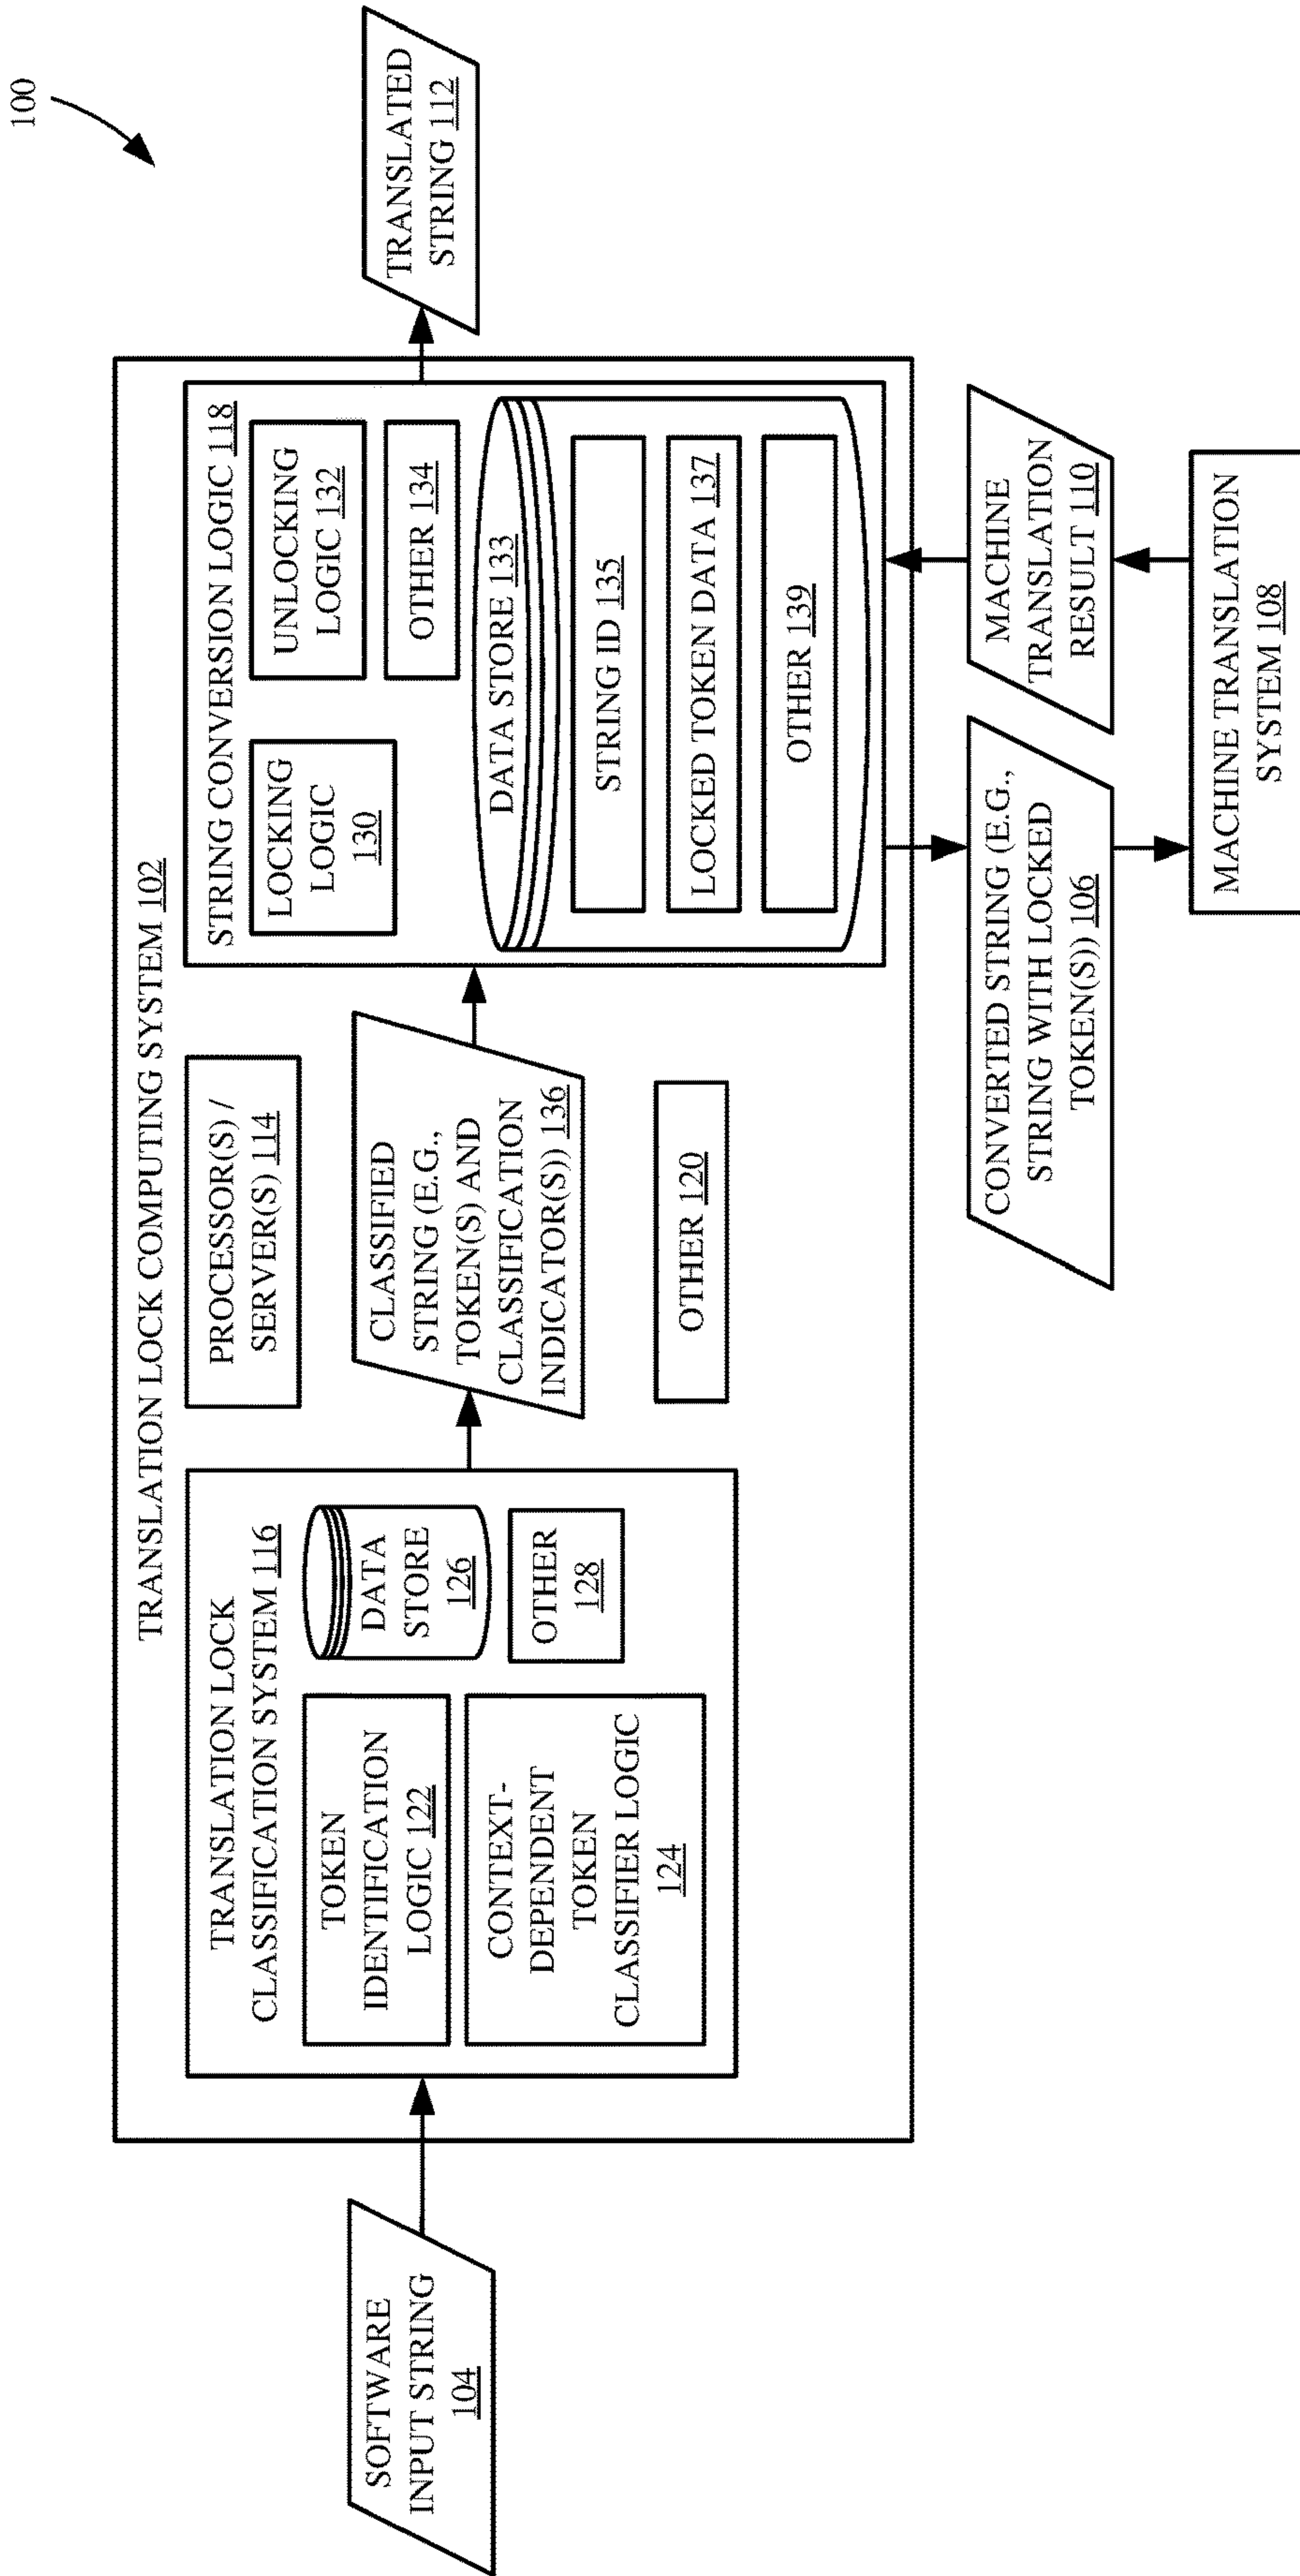 100
TRANSLATION LOCK COMPUTING SYSTEM 102
SOFTWARE
INPUT STRING
104
TRANSLATION LOCK
CLASSIFICATION SYSTEM 116
TOKEN
IDENTIFICATION
LOGIC 122
DATA
STORE
126
CONTEXT-
DEPENDENT
TOKEN
CLASSIFIER LOGIC
124
OTHER
128
PROCESSOR(S) /
SERVER(S) 114
CLASSIFIED
STRING (E.G.,
TOKEN(S) AND
CLASSIFICATION
INDICATOR(S)) 136
OTHER 120
STRING CONVERSION LOGIC 118
LOCKING
LOGIC
130
UNLOCKING
LOGIC 132
OTHER 134
DATA STORE 133
STRING ID 135
LOCKED TOKEN DATA 137
OTHER 139
TRANSLATED
STRING 112
CONVERTED STRING (E.G.,
STRING WITH LOCKED
TOKEN(S)) 106
MACHINE
TRANSLATION
RESULT 110
MACHINE TRANSLATION
SYSTEM 108